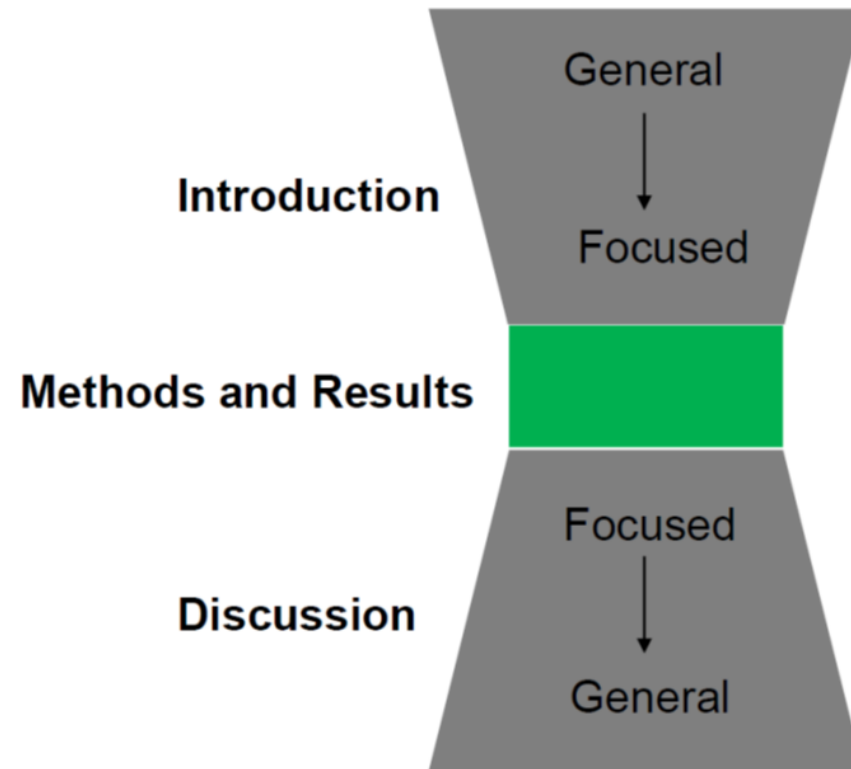 General
Introduction
Focused
Methods and Results
Focused
Discussion
General